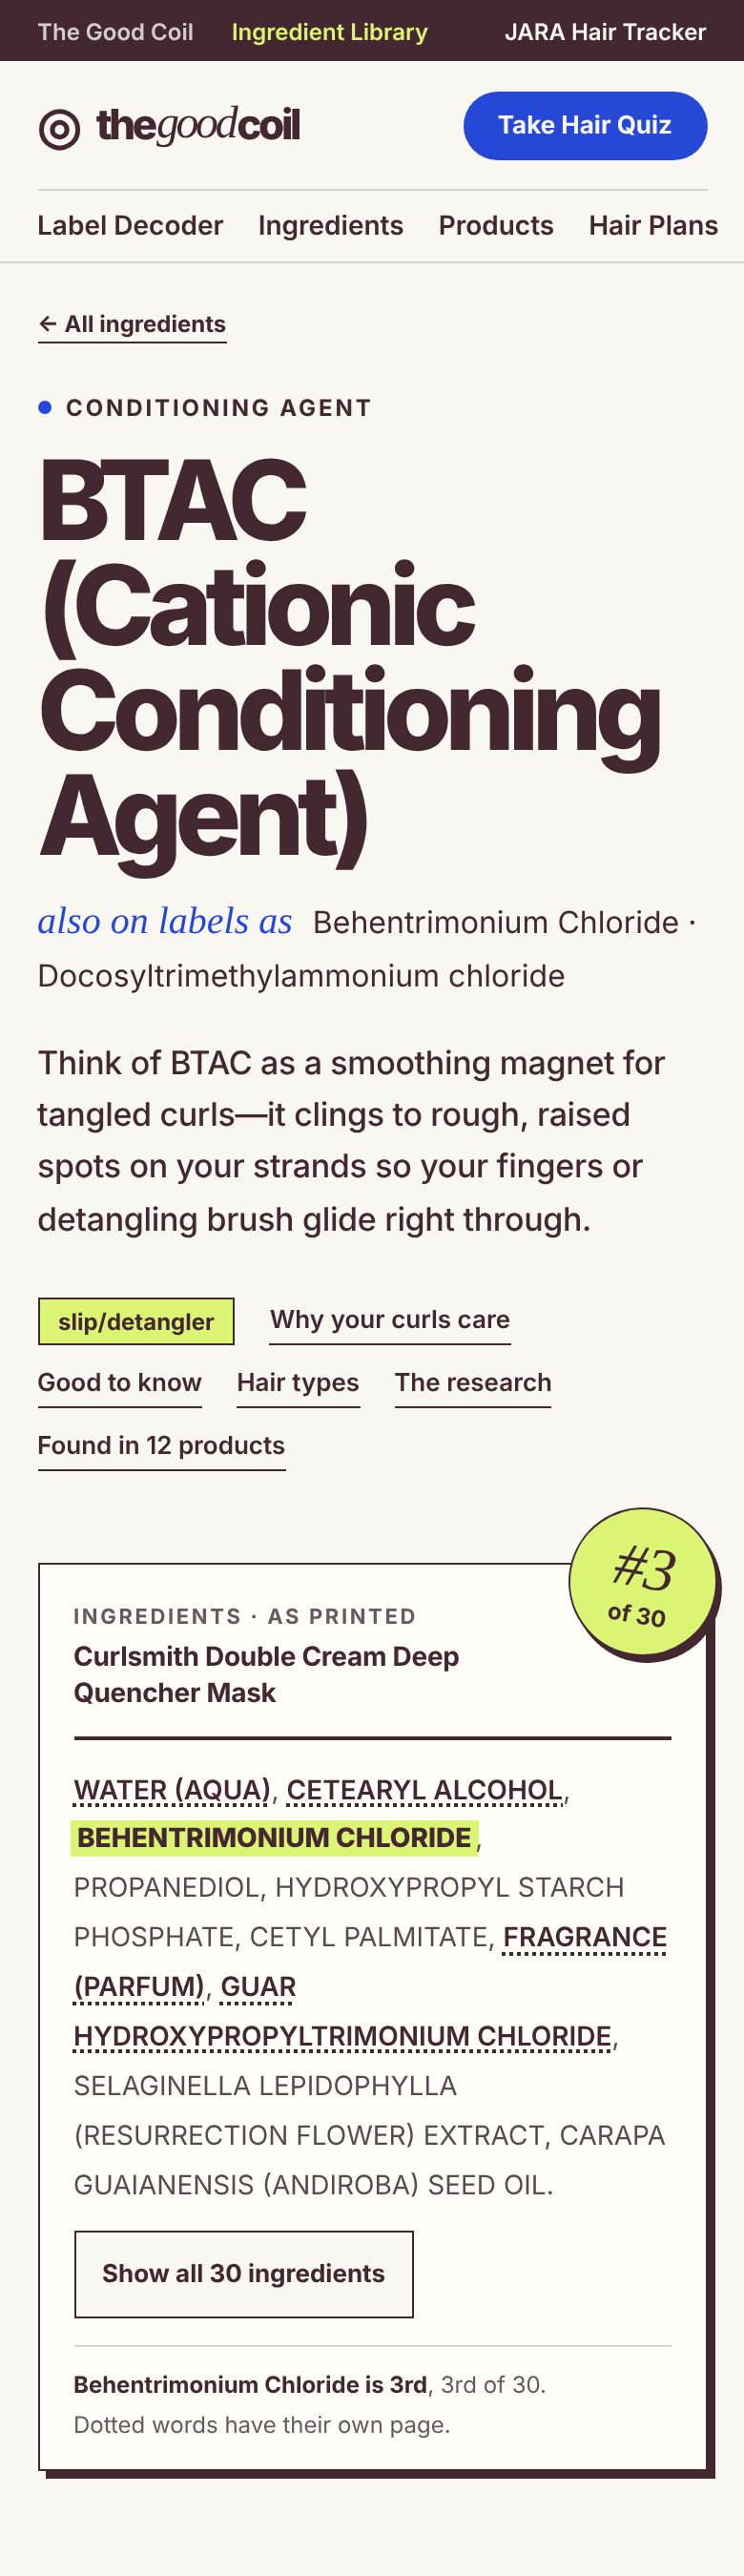 The Good Coil Ingredient Library JARA Hair Tracker
thegoodcoil Take Hair Quiz
Label Decoder Ingredients Products Hair Plans
← All ingredients
CONDITIONING AGENT
BTAC
(Cationic
Conditioning
Agent)
also on labels as Behentrimonium Chloride ·
Docosyltrimethylammonium chloride
Think of BTAC as a smoothing magnet for
tangled curls—it clings to rough, raised
spots on your strands so your fingers or
detangling brush glide right through.
slip/detangler Why your curls care
Good to know Hair types The research
Found in 12 products
#3
of 30
INGREDIENTS · AS PRINTED
Curlsmith Double Cream Deep
Quencher Mask
WATER (AQUA), CETEARYL ALCOHOL,
BEHENTRIMONIUM CHLORIDE,
PROPANEDIOL, HYDROXYPROPYL STARCH
PHOSPHATE, CETYL PALMITATE, FRAGRANCE
(PARFUM), GUAR
HYDROXYPROPYLTRIMONIUM CHLORIDE,
SELAGINELLA LEPIDOPHYLLA
(RESURRECTION FLOWER) EXTRACT, CARAPA
GUAIANENSIS (ANDIROBA) SEED OIL.
Show all 30 ingredients
Behentrimonium Chloride is 3rd, 3rd of 30.
Dotted words have their own page.